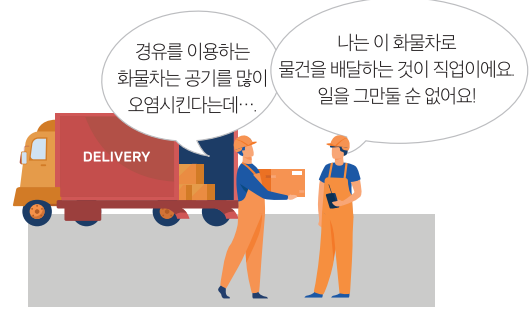 경유를 이용하는
화물차는 공기를 많이
오염시킨다는데….
나는 이 화물차로
물건을 배달하는 것이 직업이에요.
일을 그만둘 순 없어요!
DELIVERY